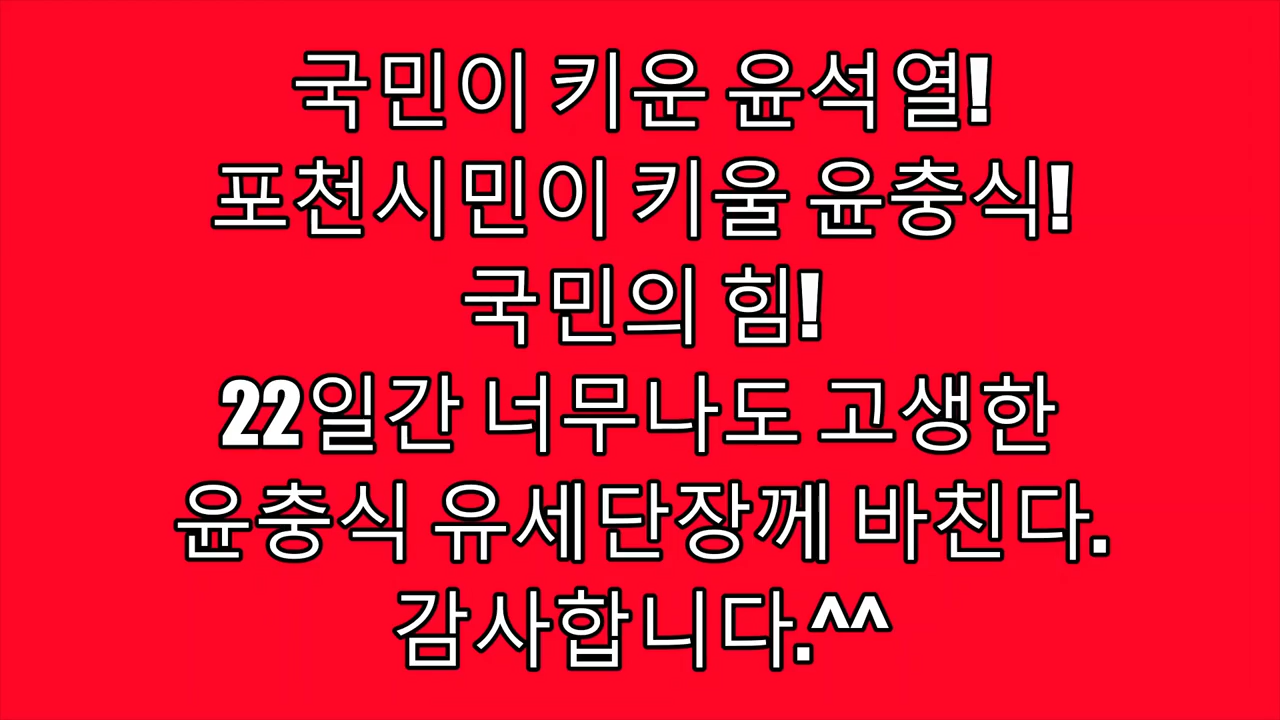 국민이 키운 윤석열!
포천시민이 키울 윤충식!
국민의 힘!
22일간 너무나도 고생한
윤충식 유세단장께 바친다.
감사합니다.^^